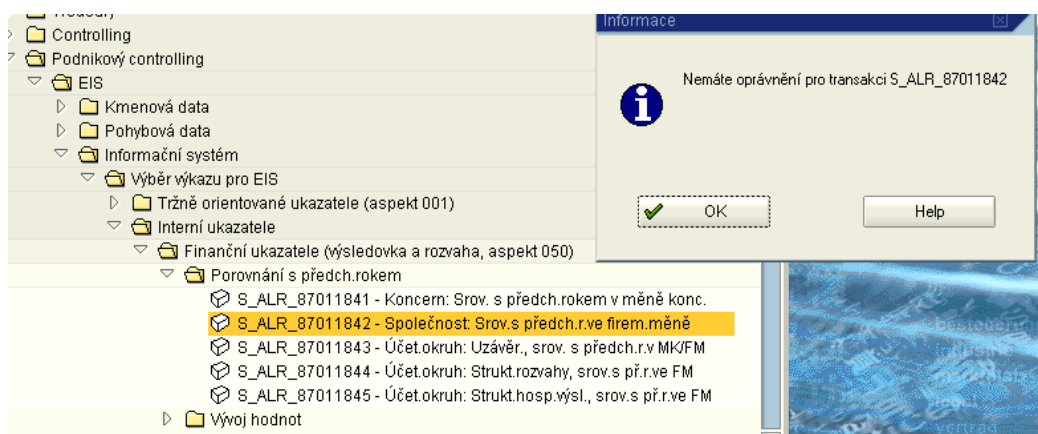 Controlling
Podnikový controlling
EIS
Kmenová data
Pohybová data
Informační systém
Výběr výkazu pro EIS
Tržně orientované ukazatele (aspekt 001)
Interní ukazatele
Finanční ukazatele (výsledovka a rozvaha, aspekt 050)
Porovnání s předch.rokem
S_ALR_87011841 - Koncern: Srov. s předch.rokem v měně konc.
S_ALR_87011842 - Společnost: Srov.s předch.r.ve firem.měně
S_ALR_87011843 - Účet.okruh: Uzávěr., srov. s předch.r.v MK/FM
S_ALR_87011844 - Účet.okruh: Strukt.rozvahy, srov.s př.r.ve FM
S_ALR_87011845 - Účet.okruh: Strukt.hosp.výsl., srov.s př.r.ve FM
Vývoj hodnot
Informace
Nemáte oprávnění pro transakci S_ALR_87011842
OK
Help